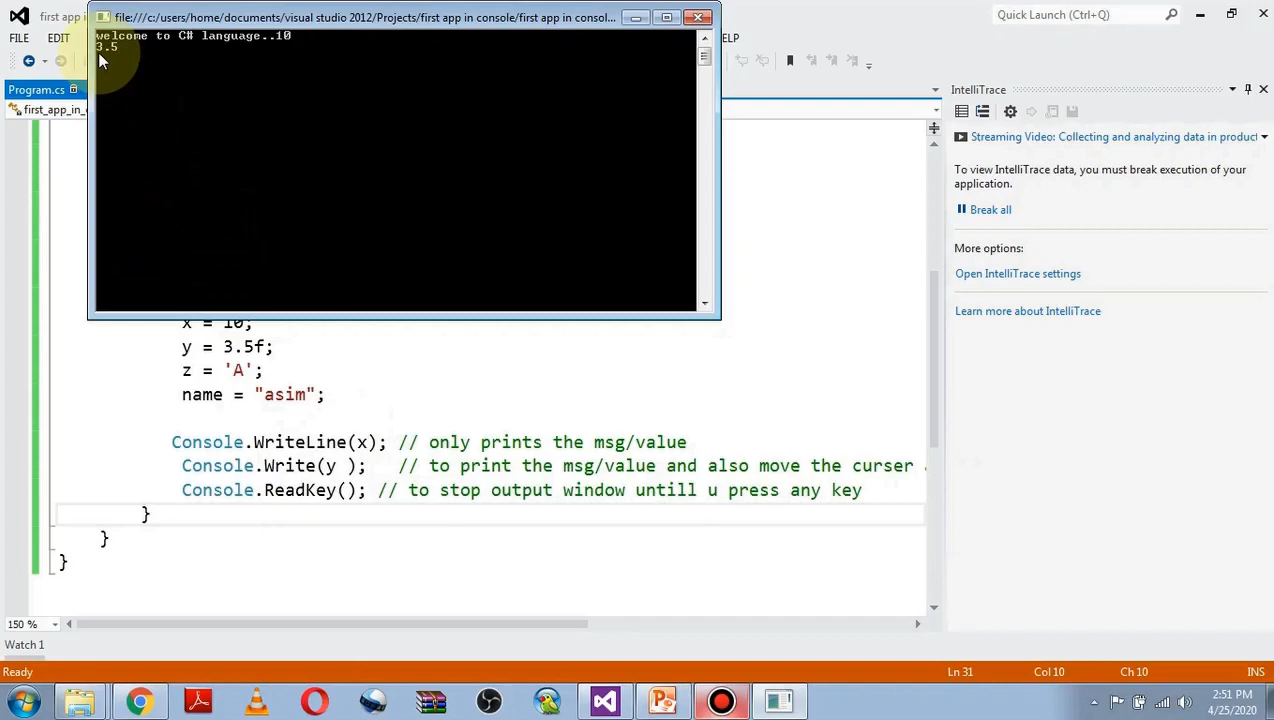 first ap
file:///c:/users/home/documents/visual studio 2012/Projects/first app in console/first app in consol...
Quick Launch (Ctrl+Q)
FILE
EDIT
ELP
welcome to C# language..10
3.5
Program.cs
first_app_in_c
x = 10;
y = 3.5f;
z = 'A';
name = "asim";
Console.WriteLine(x); // only prints the msg/value
Console.Write(y ); // to print the msg/value and also move the curser
Console.ReadKey(); // to stop output window untill u press any key
}
}
}
150 %
Watch 1
IntelliTrace
Streaming Video: Collecting and analyzing data in product
To view IntelliTrace data, you must break execution of your
application.
Break all
More options:
Open IntelliTrace settings
Learn more about IntelliTrace
Ready
Ln 31
Col 10
Ch 10
INS
2:51 PM
4/25/2020